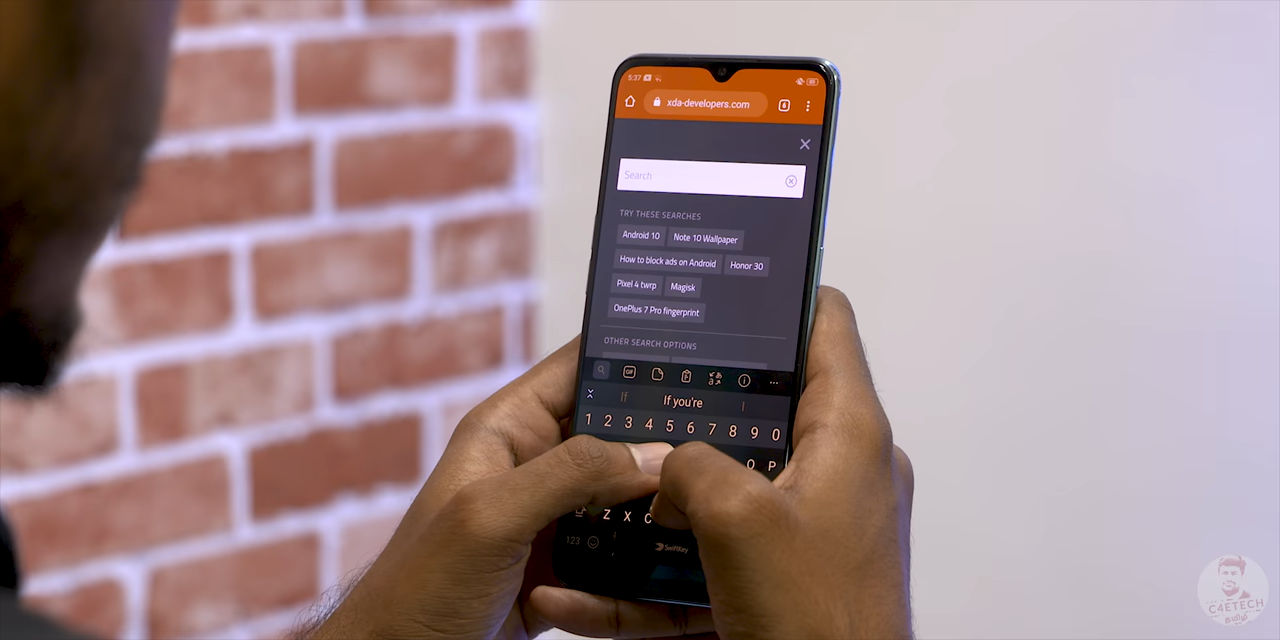 5:37
xda-developers.com
6
Search
TRY THESE SEARCHES
Android 10
Note 10 Wallpaper
How to block ads on Android
Honor 30
Pixel 4 twrp
Magisk
OnePlus 7 Pro fingerprint
OTHER SEARCH OPTIONS
GIF
If
If you're
I
1 2 3 4 5 6 7 8 9 0
O P
Z X C
123
SwiftKey
C4ETECH
தமிழ்